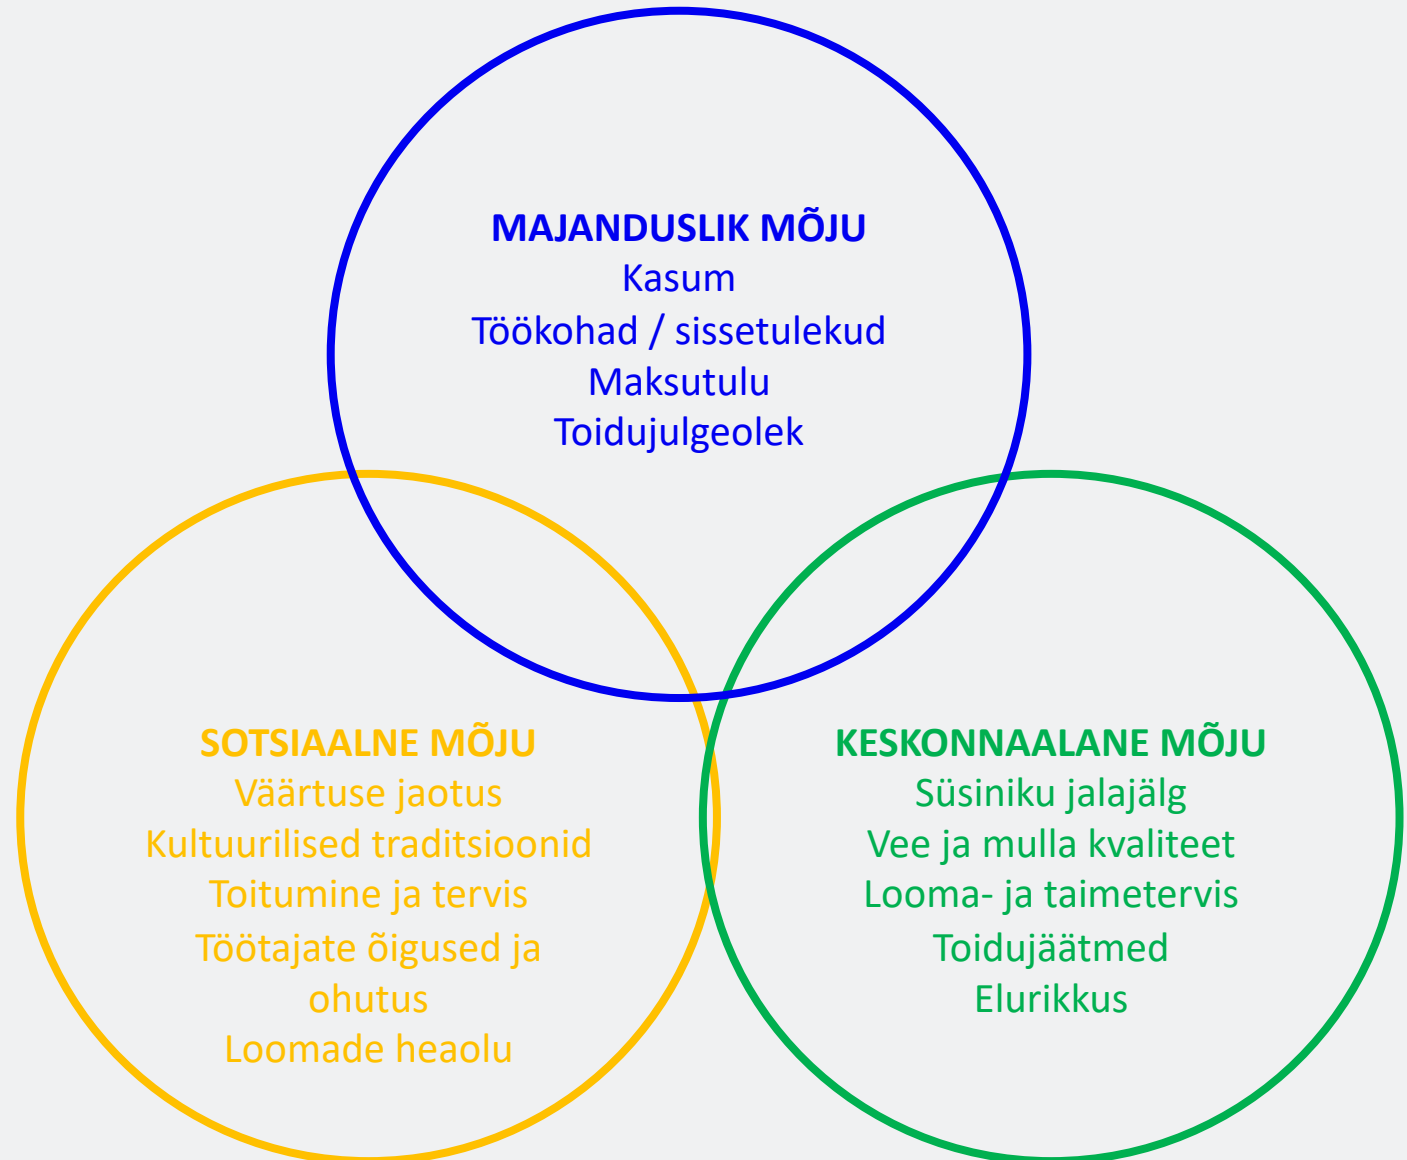 MAJANDUSLIK MÕJU
Kasum
Töökohad / sissetulekud
Maksutulu
Toidujulgeolek
SOTSIAALNE MÕJU
Väärtuse jaotus
Kultuurilised traditsioonid
Toitumine ja tervis
Töötajate õigused ja
ohutus
Loomade heaolu
KESKONNAALANE MÕJU
Süsiniku jalajälg
Vee ja mulla kvaliteet
Looma- ja taimetervis
Toidujäätmed
Elurikkus